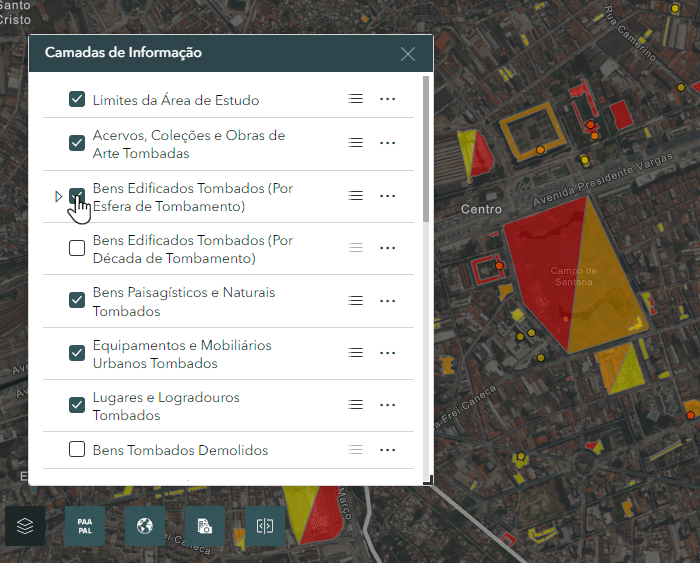 Santo
Cristo
Rua Camerino
Camadas de Informação
Limites da Área de Estudo
Acervos, Coleções e Obras de
Arte Tombadas
Bens Edificados Tombados (Por
Esfera de Tombamento)
Bens Edificados Tombados (Por
Década de Tombamento)
Bens Paisagísticos e Naturais
Tombados
Equipamentos e Mobiliários
Urbanos Tombados
Lugares e Logradouros
Tombados
Bens Tombados Demolidos
Avenida Presidente Vargas
Centro
Campo de
Santana
Frei Caneca
PAA
PAL
Março
Frei Caneca